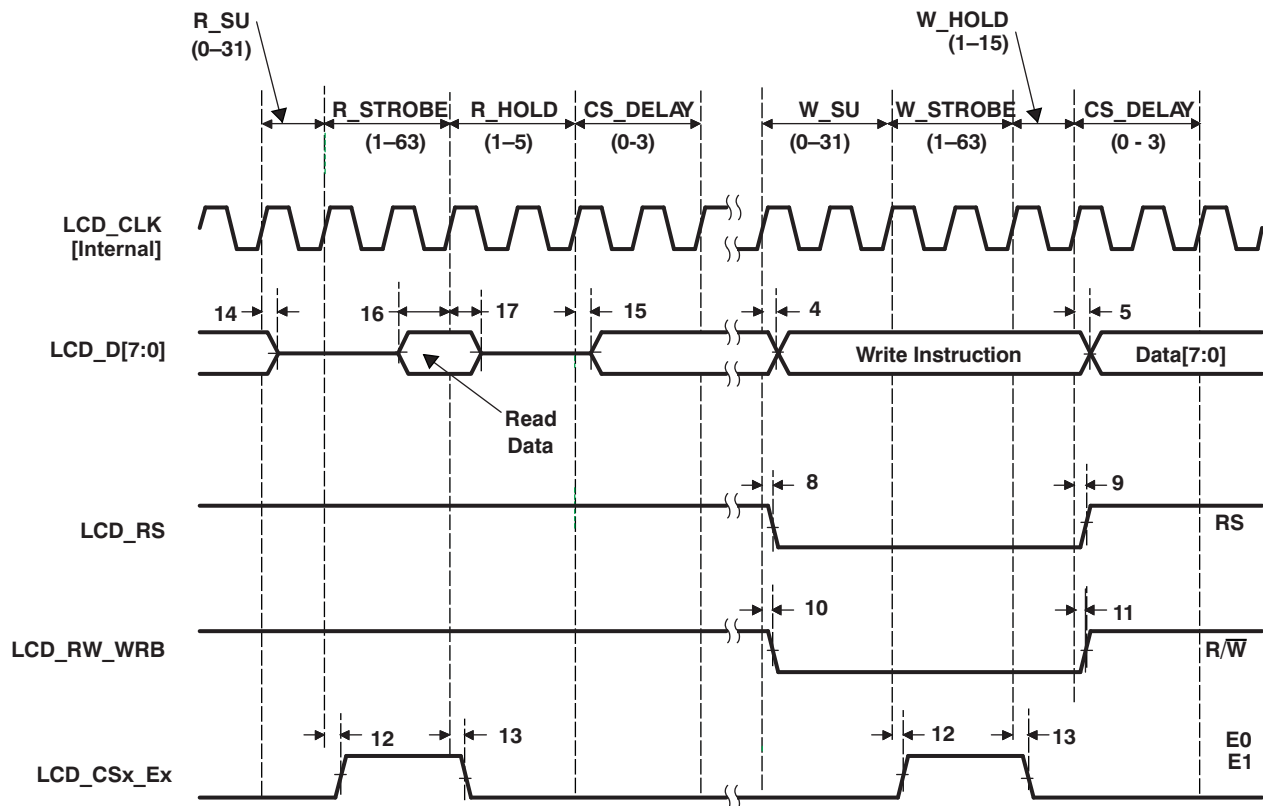 R_SU
(0–31)
W_HOLD
(1–15)
R_STROBE R_HOLD CS_DELAY W_SU W_STROBE CS_DELAY
(1–63) (1–5) (0-3) (0–31) (1–63) (0 - 3)
LCD_CLK
[Internal]
14 16 17 15 4 5
LCD_D[7:0] Write Instruction Data[7:0]
Read
Data
8 9
LCD_RS RS
10 11
LCD_RW_WRB R/W̅
12 13 12 13
LCD_CSx_Ex E0
E1